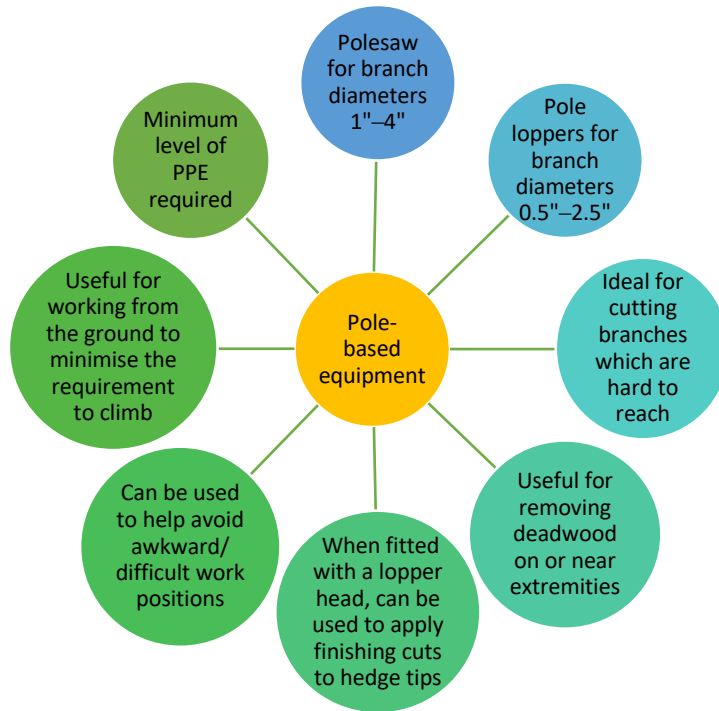 Polesaw
for branch
diameters
1"–4"
Pole
loppers for
branch
diameters
0.5"–2.5"
Ideal for
cutting
branches
which are
hard to
reach
Useful for
removing
deadwood
on or near
extremities
When fitted
with a lopper
head, can be
used to apply
finishing cuts
to hedge tips
Can be used
to help avoid
awkward/
difficult work
positions
Useful for
working from
the ground to
minimise the
requirement
to climb
Minimum
level of
PPE
required
Pole-
based
equipment